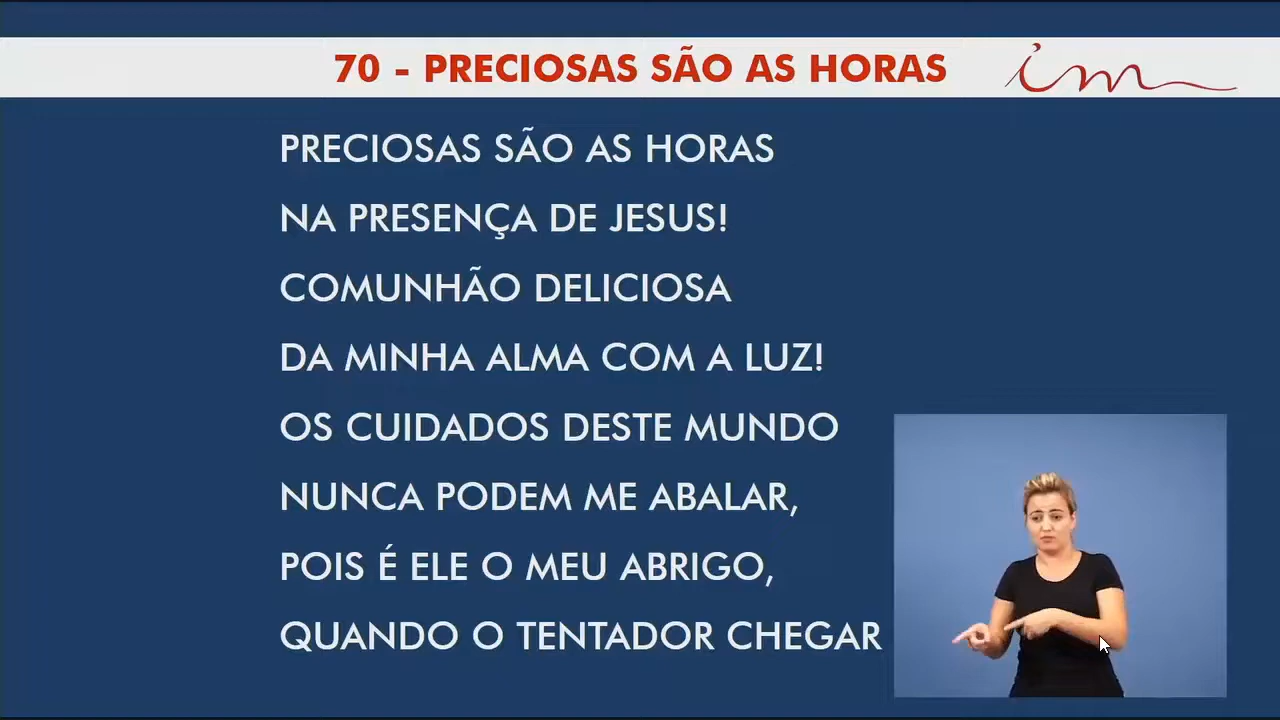 70 - PRECIOSAS SÃO AS HORAS
im
PRECIOSAS SÃO AS HORAS
NA PRESENÇA DE JESUS!
COMUNHÃO DELICIOSA
DA MINHA ALMA COM A LUZ!
OS CUIDADOS DESTE MUNDO
NUNCA PODEM ME ABALAR,
POIS É ELE O MEU ABRIGO,
QUANDO O TENTADOR CHEGAR